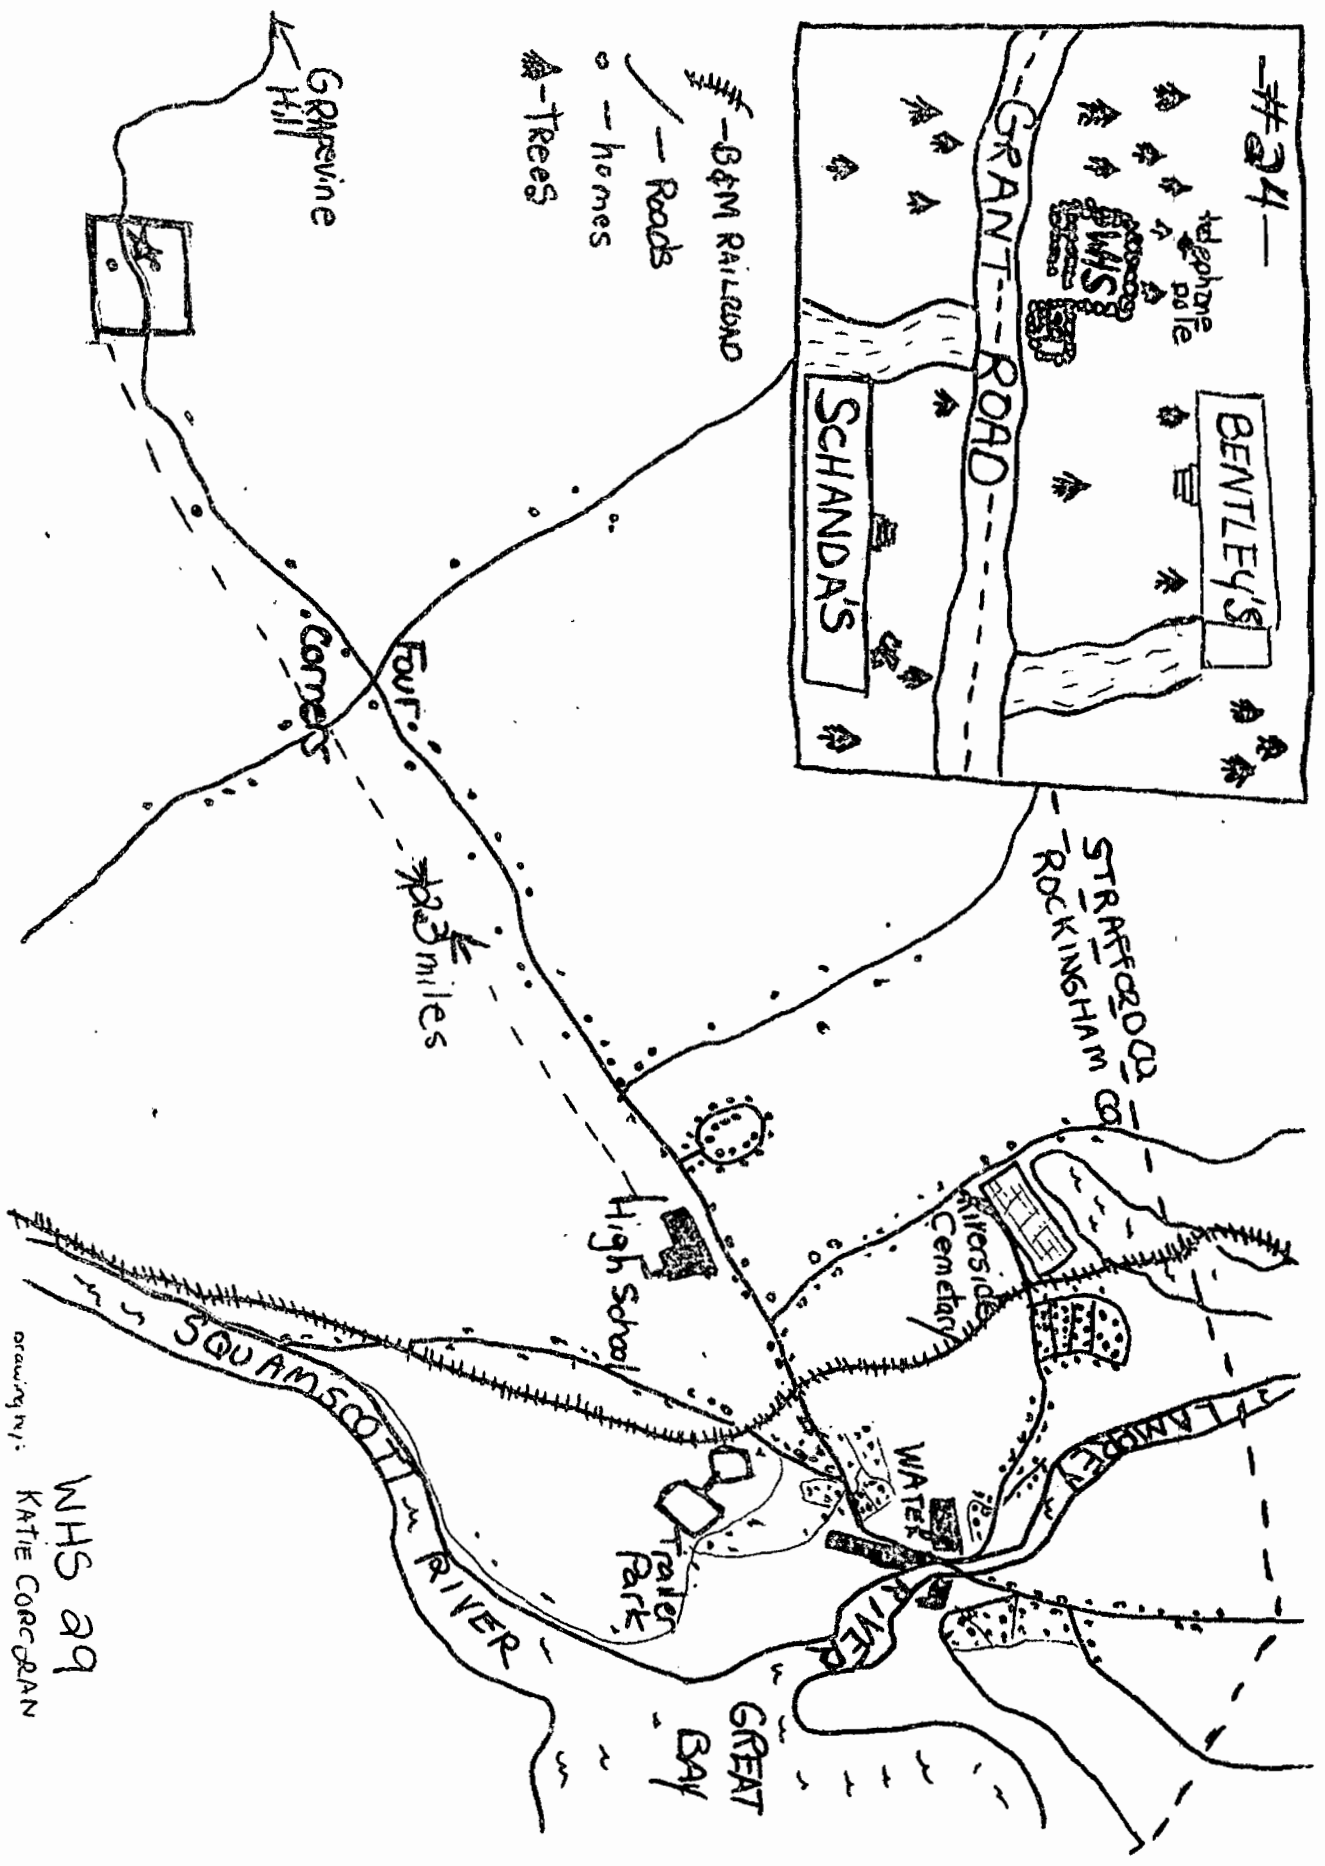 -#24-
telephone
pole
WHS
BENTLEY'S
GRANT ROAD
SCHANDA'S
-B&M RAILROAD
-Roads
-homes
-TREES
GRAPEVINE
Hill
STRAFFORD CO
ROCKINGHAM CO
Four
Corners
2.3 miles
Riverside
Cemetary
High School
LAMPREY
RIVER
WATER
Trailer
Park
SQUAMSCOTT RIVER
GREAT
BAY
WHS 29
Drawing by:
KATIE CORCORAN